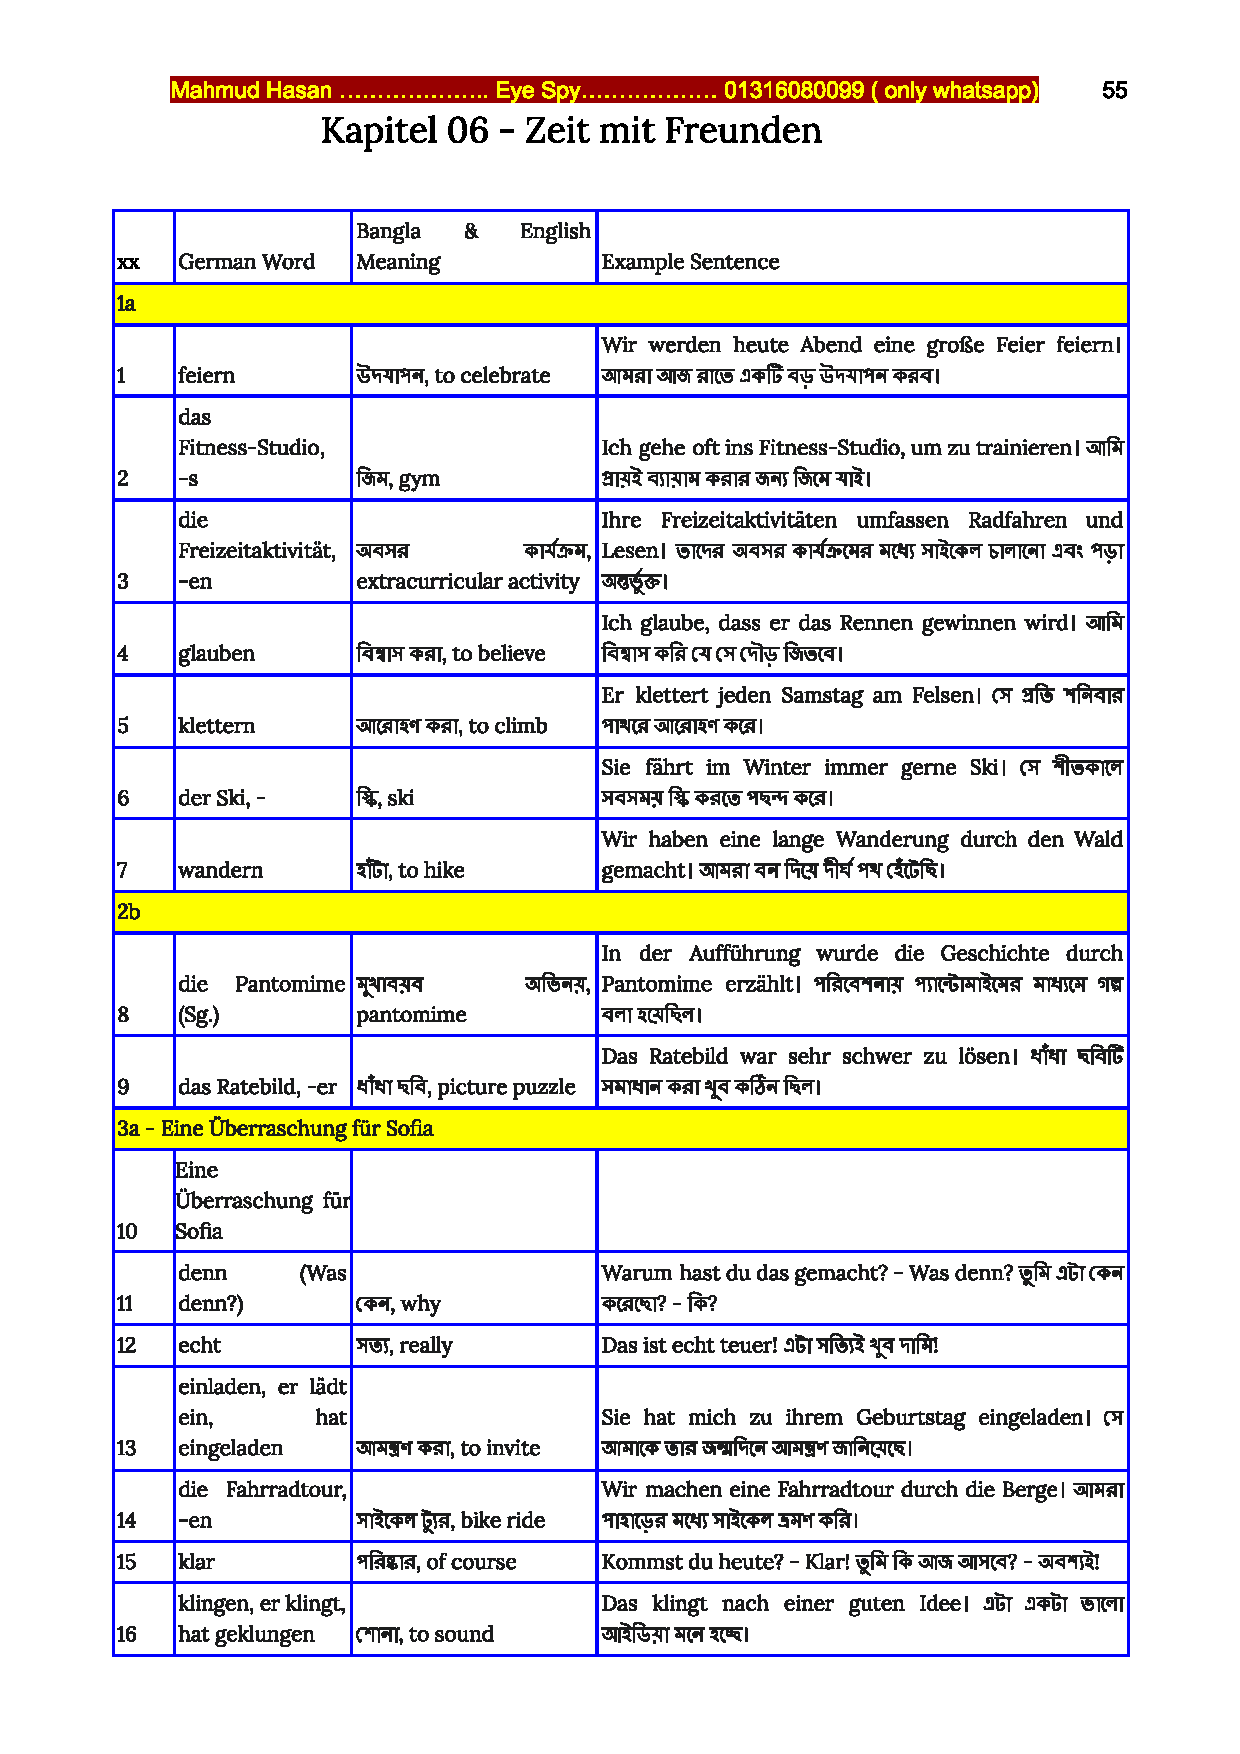 Mahmud Hasan ……………….. Eye Spy……………… 01316080099 ( only whatsapp) 55
Kapitel 06 - Zeit mit Freunden
Bangla & English
xx German Word Meaning Example Sentence
1a
Wir werden heute Abend eine große Feier feiern।
1 feiern উদযাপন, to celebrate আমরা আজ রাতে একটি বড় উদযাপন করব।
das
Fitness-Studio, Ich gehe oft ins Fitness-Studio, um zu trainieren। আমি
2 -s জিম, gym প্রায়ই ব্যায়াম করার জন্য জিমে যাই।
die Ihre Freizeitaktivitäten umfassen Radfahren und
Freizeitaktivität, অবসর কার্যক্রম, Lesen। তাদের অবসর কার্যক্রমের মধ্যে সাইকেল চালানো এবং পড়া
3 -en extracurricular activity অন্তর্ভুক্ত।
Ich glaube, dass er das Rennen gewinnen wird। আমি
4 glauben বিশ্বাস করা, to believe বিশ্বাস করি যে সে দৌড় জিতবে।
Er klettert jeden Samstag am Felsen। সে প্রতি শনিবার
5 klettern আরোহণ করা, to climb পাথরে আরোহণ করে।
Sie fährt im Winter immer gerne Ski। সে শীতকালে
6 der Ski, - স্কি, ski সবসময় স্কি করতে পছন্দ করে।
Wir haben eine lange Wanderung durch den Wald
7 wandern হাঁটা, to hike gemacht। আমরা বন দিয়ে দীর্ঘ পথ হেঁটেছি।
2b
In der Aufführung wurde die Geschichte durch
die Pantomime মুখাবয়ব অভিনয়, Pantomime erzählt। পরিবেশনায় প্যান্টোমাইমের মাধ্যমে গল্প
8 (Sg.) pantomime বলা হয়েছিল।
Das Ratebild war sehr schwer zu lösen। ধাঁধা ছবিটি
9 das Ratebild, -er ধাঁধা ছবি, picture puzzle সমাধান করা খুব কঠিন ছিল।
3a - Eine Überraschung für Sofia
Eine
Überraschung für
10 Sofia
denn (Was Warum hast du das gemacht? - Was denn? তুমি এটা কেন
11 denn?) কেন, why করেছো? - কি?
12 echt সত্য, really Das ist echt teuer! এটা সত্যিই খুব দামি!
einladen, er lädt
ein, hat Sie hat mich zu ihrem Geburtstag eingeladen। সে
13 eingeladen আমন্ত্রণ করা, to invite আমাকে তার জন্মদিনে আমন্ত্রণ জানিয়েছে।
die Fahrradtour, Wir machen eine Fahrradtour durch die Berge। আমরা
14 -en সাইকেল ট্যুর, bike ride পাহাড়ের মধ্যে সাইকেল ভ্রমণ করি।
15 klar পরিষ্কার, of course Kommst du heute? - Klar! তুমি কি আজ আসবে? - অবশ্যই!
klingen, er klingt, Das klingt nach einer guten Idee। এটা একটা ভালো
16 hat geklungen শোনা, to sound আইডিয়া মনে হচ্ছে।